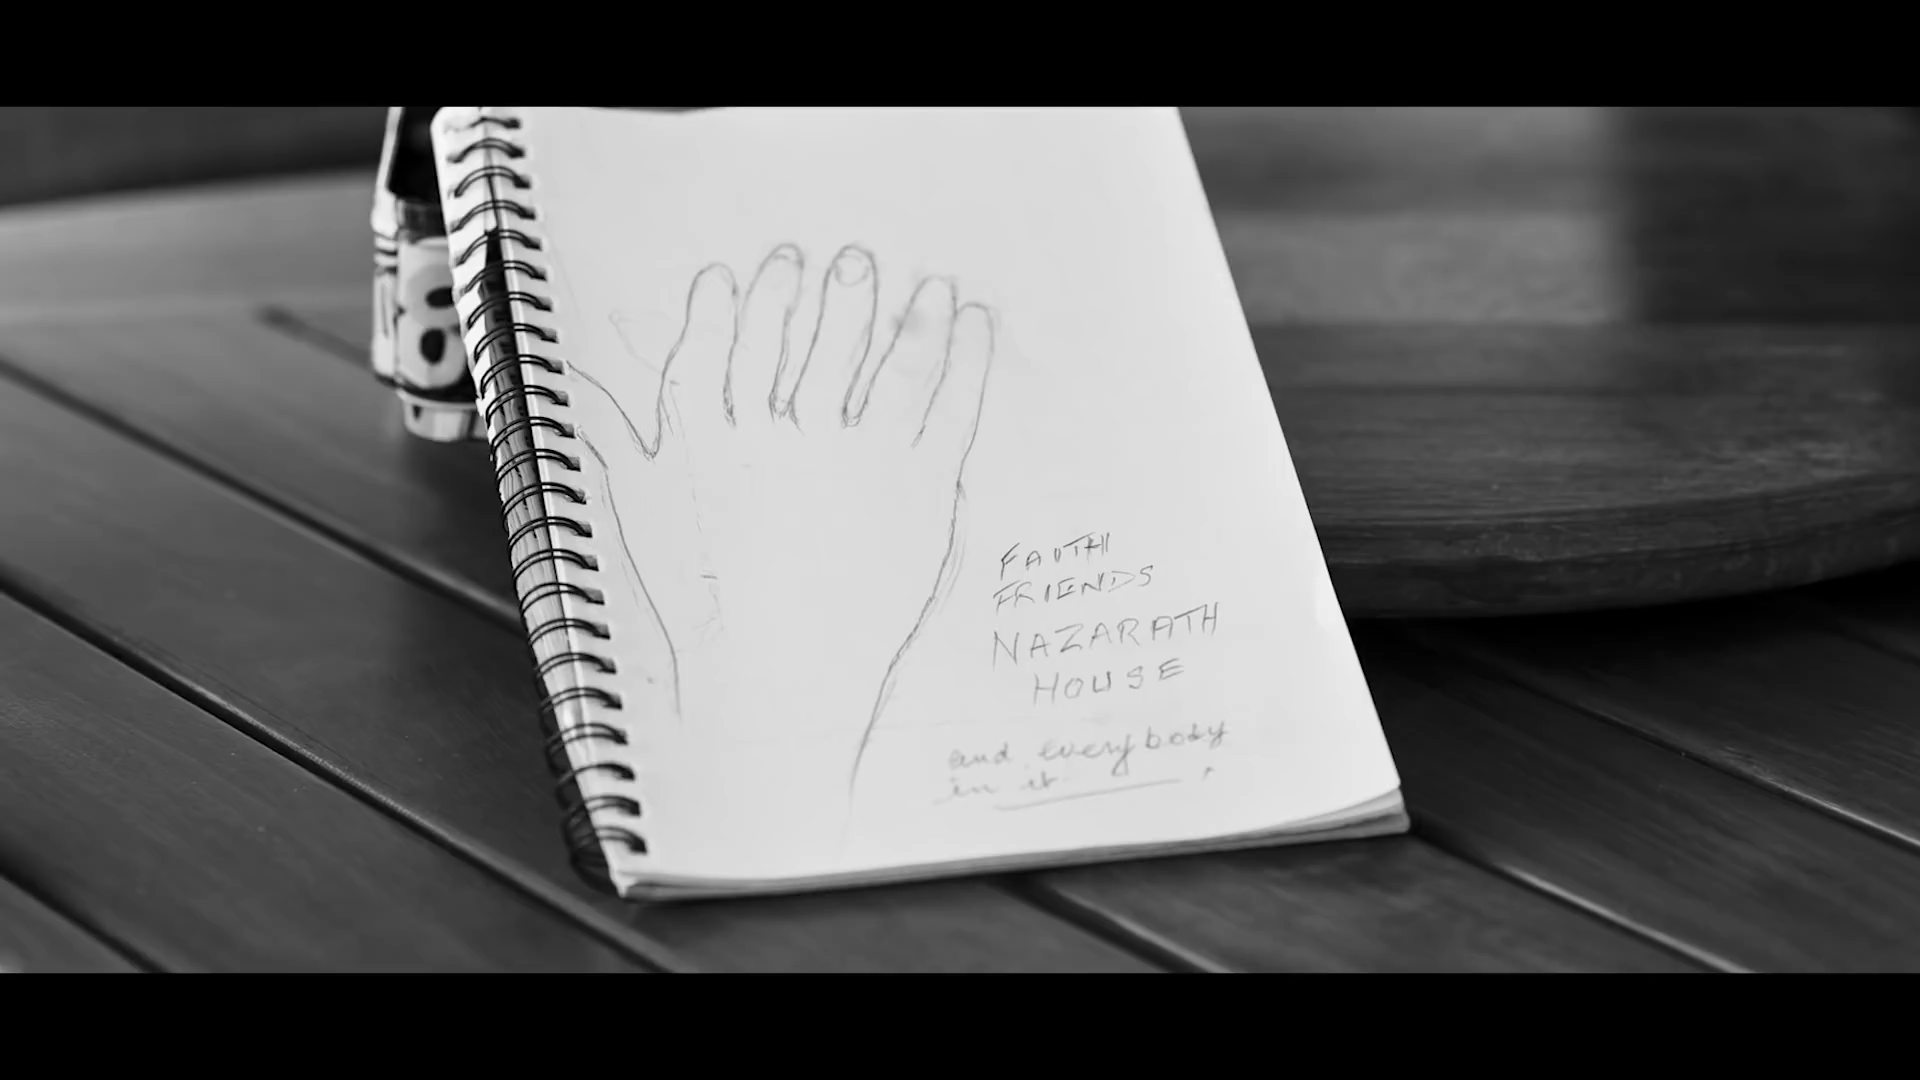 FAITH
FRIENDS
NAZARATH
HOUSE
and everybody
in it